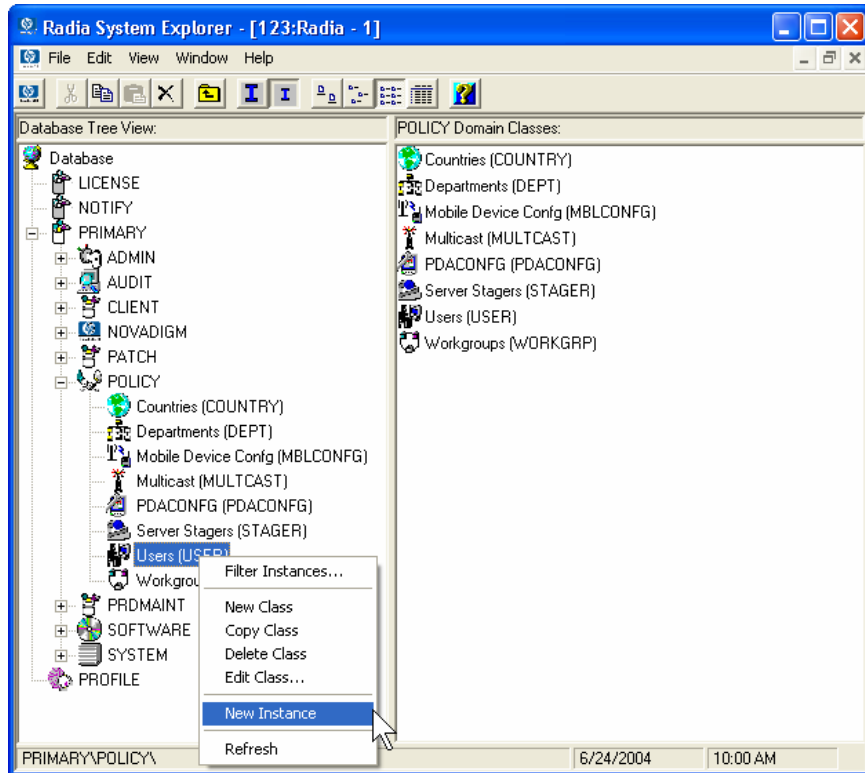 Radia System Explorer - [123:Radia - 1]
File Edit View Window Help
Database Tree View:
Database
LICENSE
NOTIFY
PRIMARY
ADMIN
AUDIT
CLIENT
NOVADIGM
PATCH
POLICY
Countries (COUNTRY)
Departments (DEPT)
Mobile Device Confg (MBLCONFG)
Multicast (MULTCAST)
PDACONFG (PDACONFG)
Server Stagers (STAGER)
Users (USER)
Workgrou
PRDMAINT
SOFTWARE
SYSTEM
PROFILE
Filter Instances...
New Class
Copy Class
Delete Class
Edit Class...
New Instance
Refresh
POLICY Domain Classes:
Countries (COUNTRY)
Departments (DEPT)
Mobile Device Confg (MBLCONFG)
Multicast (MULTCAST)
PDACONFG (PDACONFG)
Server Stagers (STAGER)
Users (USER)
Workgroups (WORKGRP)
PRIMARY\POLICY\ 6/24/2004 10:00 AM